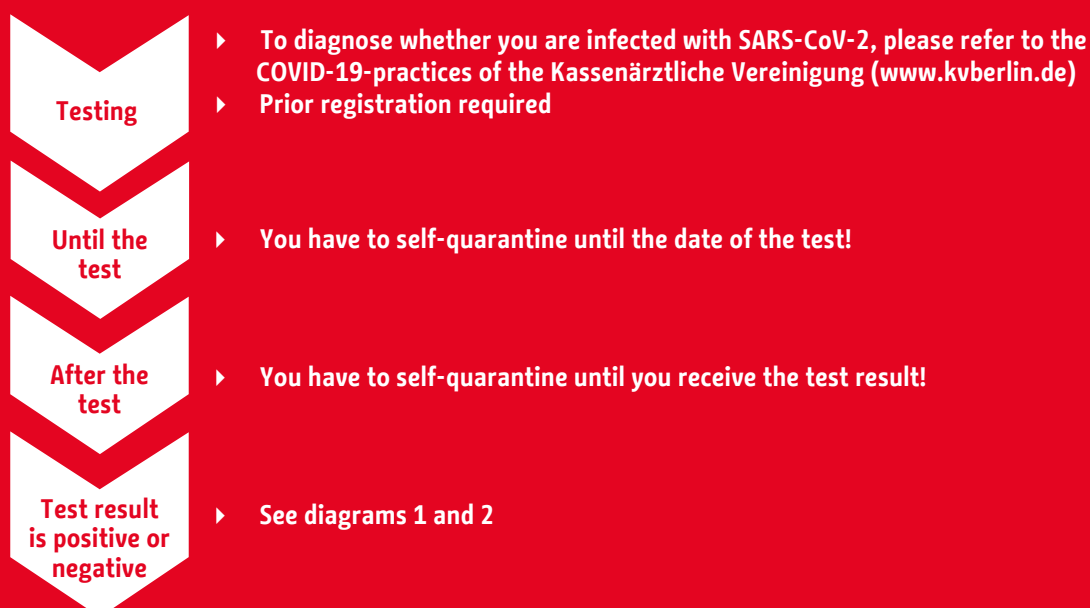 Testing
▸ To diagnose whether you are infected with SARS-CoV-2, please refer to the
COVID-19-practices of the Kassenärztliche Vereinigung (www.kvberlin.de)
▸ Prior registration required
Until the
test
▸ You have to self-quarantine until the date of the test!
After the
test
▸ You have to self-quarantine until you receive the test result!
Test result
is positive or
negative
▸ See diagrams 1 and 2